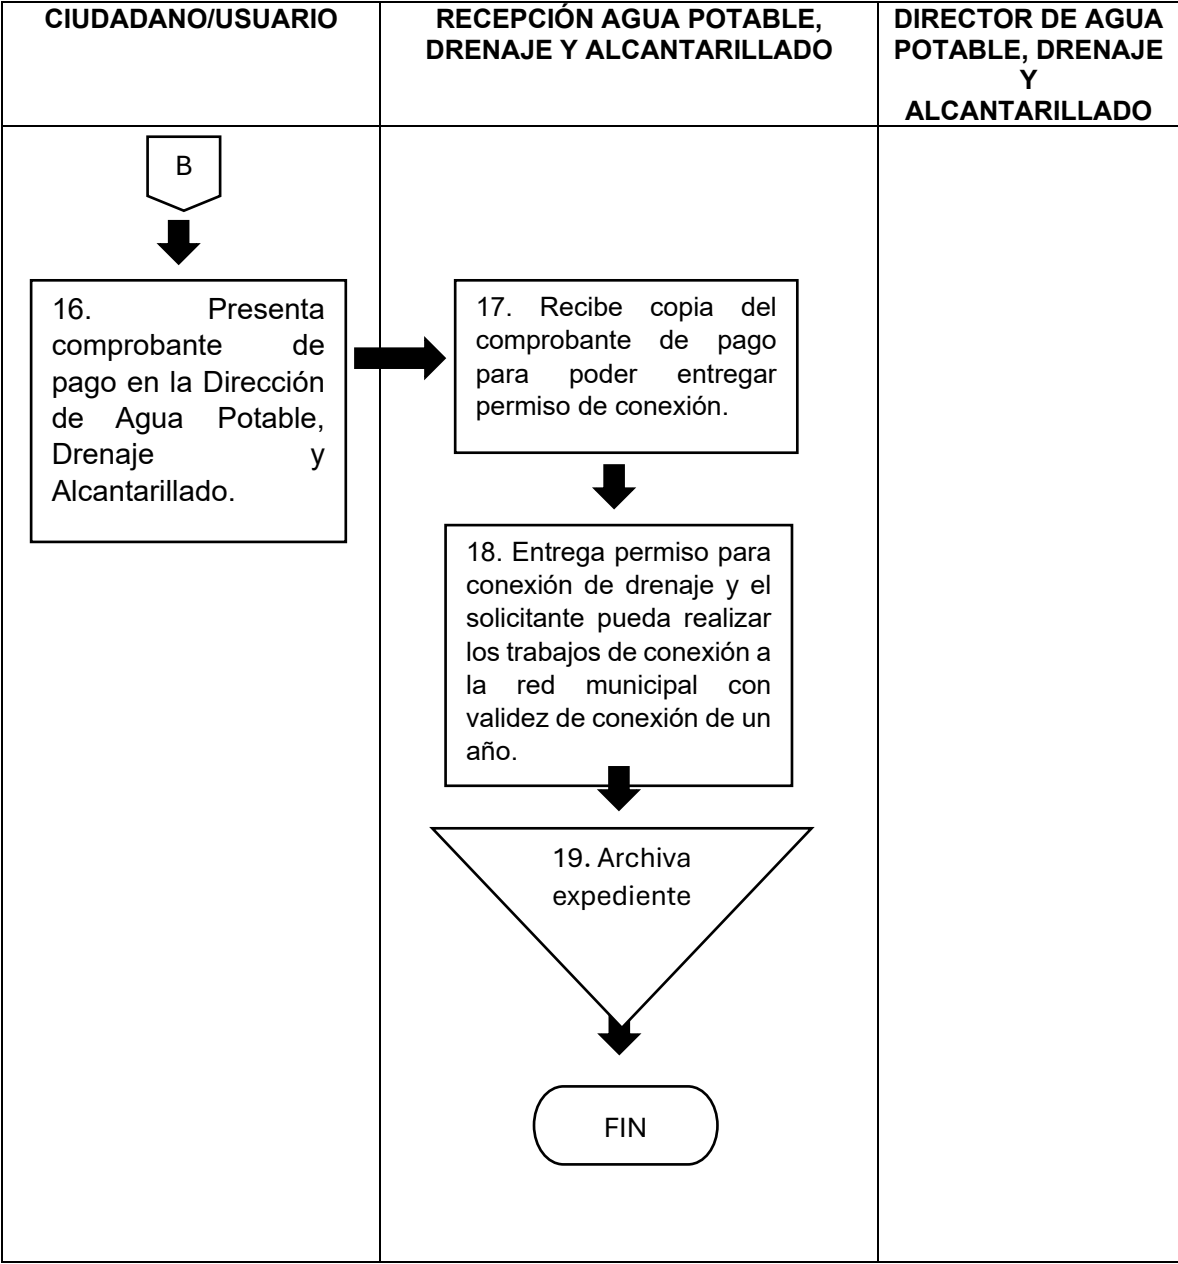 CIUDADANO/USUARIO
RECEPCIÓN AGUA POTABLE,
DRENAJE Y ALCANTARILLADO
DIRECTOR DE AGUA
POTABLE, DRENAJE
Y
ALCANTARILLADO
B
16. Presenta
comprobante de
pago en la Dirección
de Agua Potable,
Drenaje y
Alcantarillado.
17. Recibe copia del
comprobante de pago
para poder entregar
permiso de conexión.
18. Entrega permiso para
conexión de drenaje y el
solicitante pueda realizar
los trabajos de conexión a
la red municipal con
validez de conexión de un
año.
19. Archiva
expediente
FIN